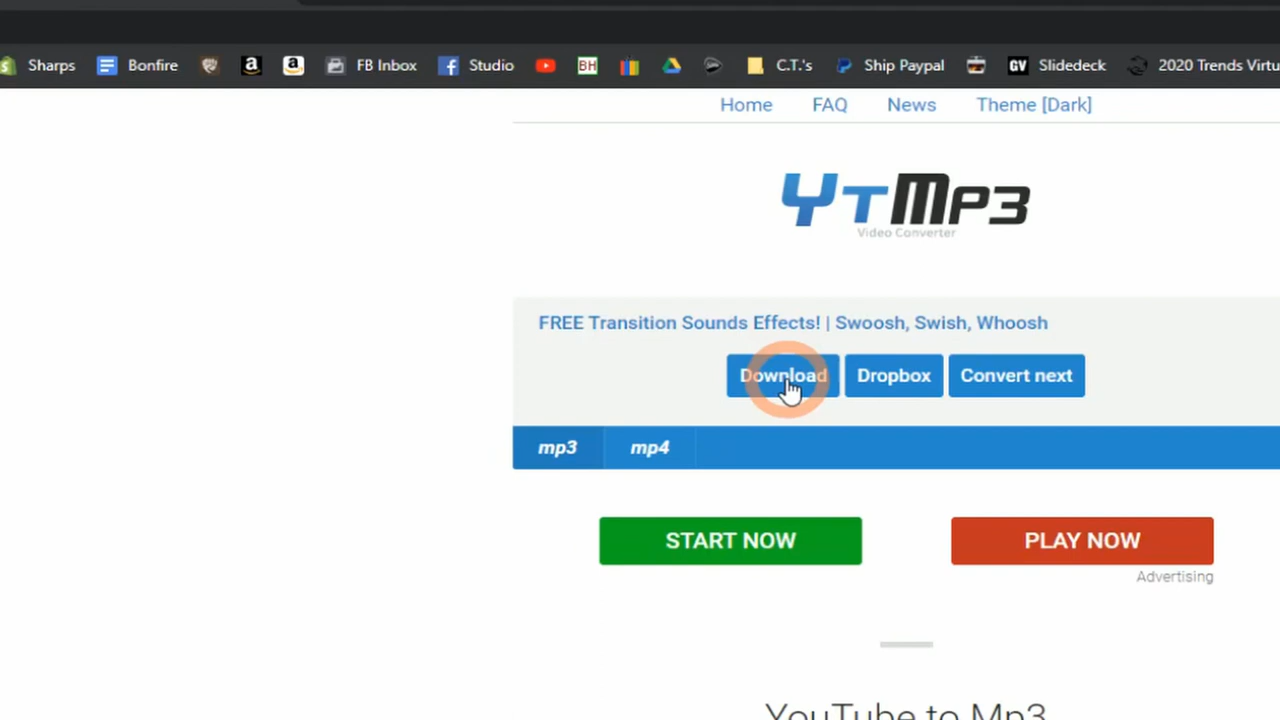 Sharps Bonfire FB Inbox Studio BH C.T.'s Ship Paypal GV Slidedeck 2020 Trends Virtu
Home FAQ News Theme [Dark]
YTMP3
Video Converter
FREE Transition Sounds Effects! | Swoosh, Swish, Whoosh
Download Dropbox Convert next
mp3 mp4
START NOW PLAY NOW
Advertising
YouTube to Mp3